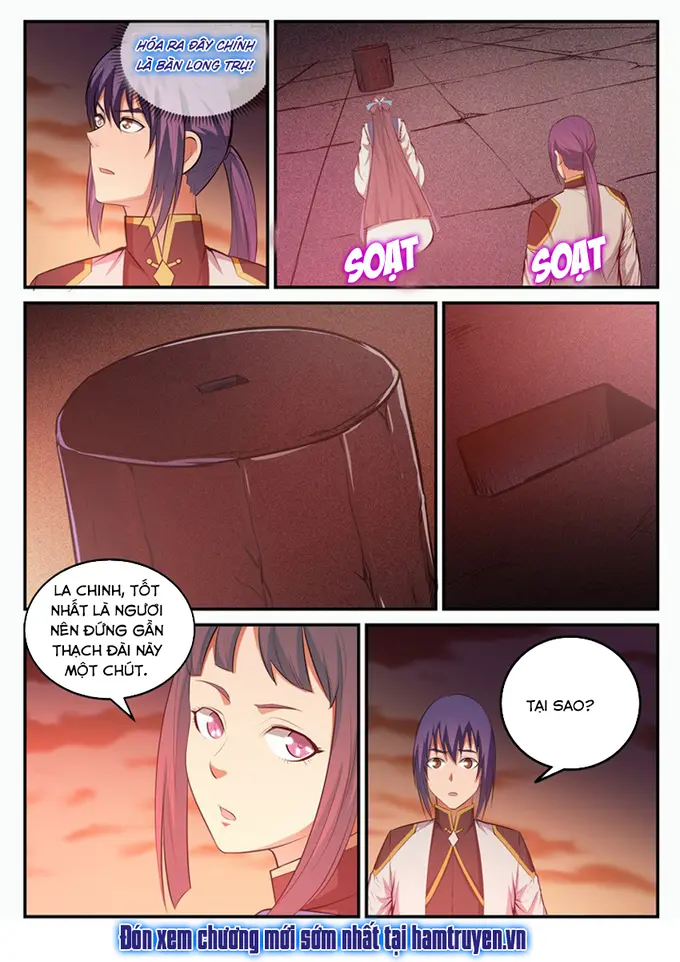 HÓA RA ĐÂY CHÍNH
LÀ BÀN LONG TRỤ!
SOẠT
SOẠT
LA CHINH, TỐT
NHẤT LÀ NGƯƠI
NÊN ĐỨNG GẦN
THẠCH ĐÀI NÀY
MỘT CHÚT.
TẠI SAO?
Đón xem chương mới sớm nhất tại hamtruyen.vn